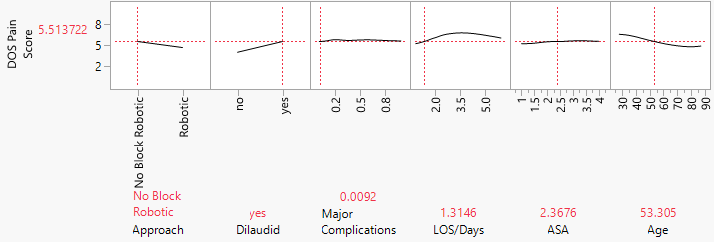 DOS Pain
Score
5.513722
8
5
2
No Block Robotic
Robotic
no
yes
0.2
0.5
0.8
2.0
3.5
5.0
1
1.5
2
2.5
3
3.5
4
30
40
50
60
70
80
90
No Block
Robotic
Approach
yes
Dilaudid
0.0092
Major
Complications
1.3146
LOS/Days
2.3676
ASA
53.305
Age